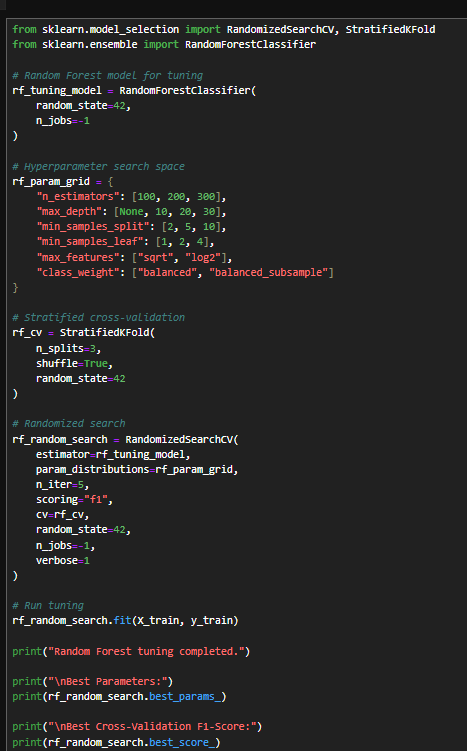 from sklearn.model_selection import RandomizedSearchCV, StratifiedKFold
from sklearn.ensemble import RandomForestClassifier

# Random Forest model for tuning
rf_tuning_model = RandomForestClassifier(
    random_state=42,
    n_jobs=-1
)

# Hyperparameter search space
rf_param_grid = {
    "n_estimators": [100, 200, 300],
    "max_depth": [None, 10, 20, 30],
    "min_samples_split": [2, 5, 10],
    "min_samples_leaf": [1, 2, 4],
    "max_features": ["sqrt", "log2"],
    "class_weight": ["balanced", "balanced_subsample"]
}

# Stratified cross-validation
rf_cv = StratifiedKFold(
    n_splits=3,
    shuffle=True,
    random_state=42
)

# Randomized search
rf_random_search = RandomizedSearchCV(
    estimator=rf_tuning_model,
    param_distributions=rf_param_grid,
    n_iter=5,
    scoring="f1",
    cv=rf_cv,
    random_state=42,
    n_jobs=-1,
    verbose=1
)

# Run tuning
rf_random_search.fit(X_train, y_train)

print("Random Forest tuning completed.")

print("\nBest Parameters:")
print(rf_random_search.best_params_)

print("\nBest Cross-Validation F1-Score:")
print(rf_random_search.best_score_)